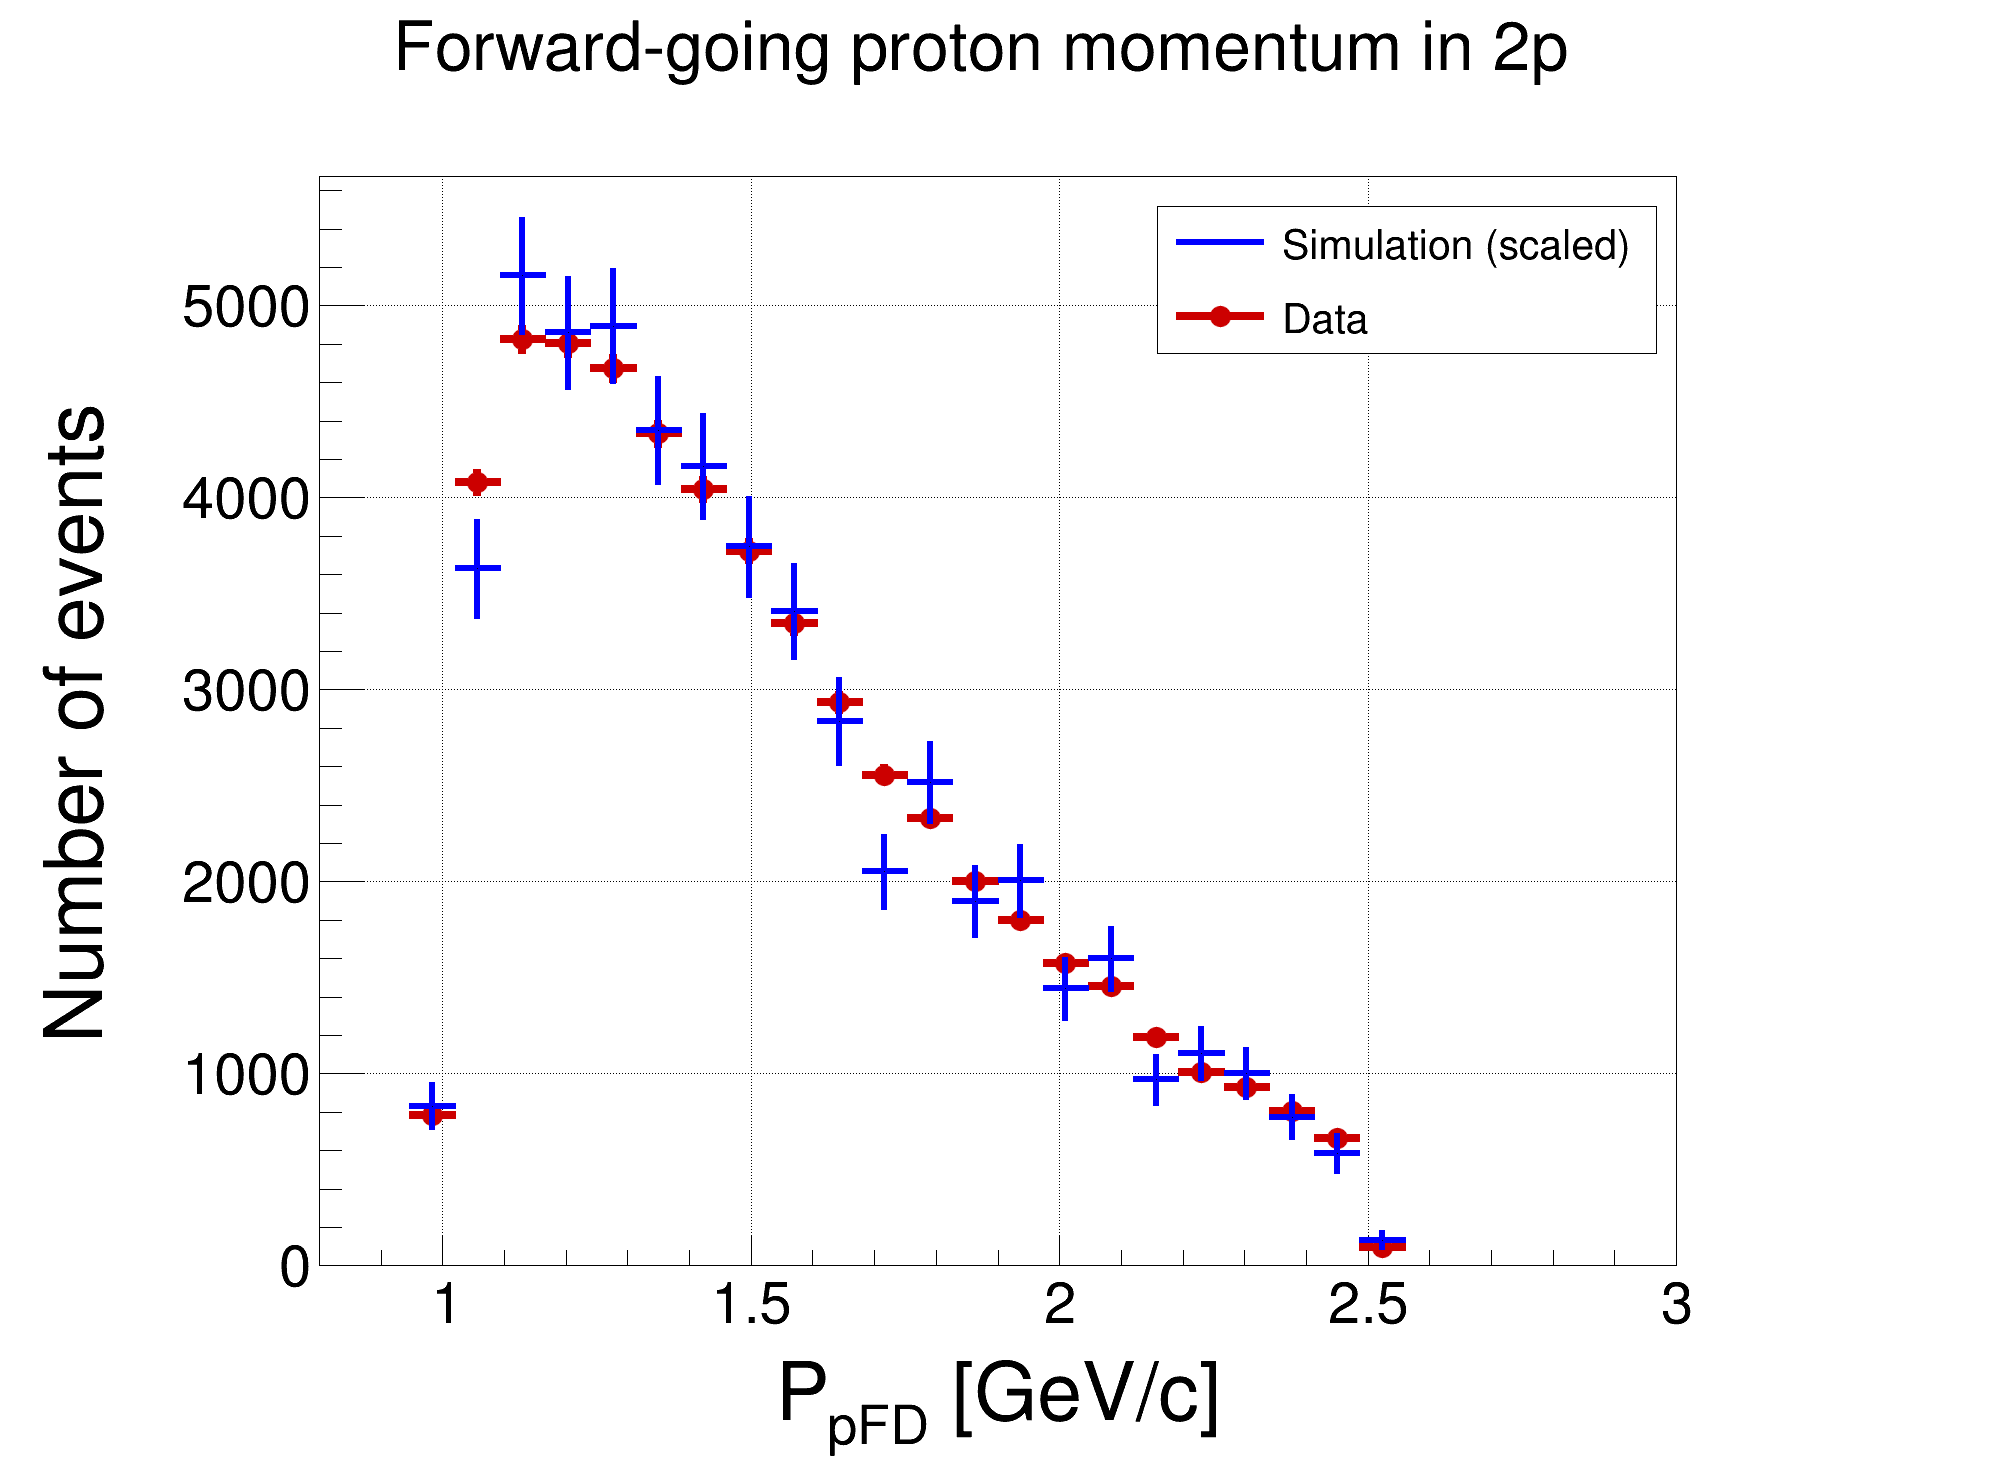 Forward-going proton momentum in 2p
Simulation (scaled)
Data
Number of events
5000
4000
3000
2000
1000
0
1 1.5 2 2.5 3
P_pFD [GeV/c]